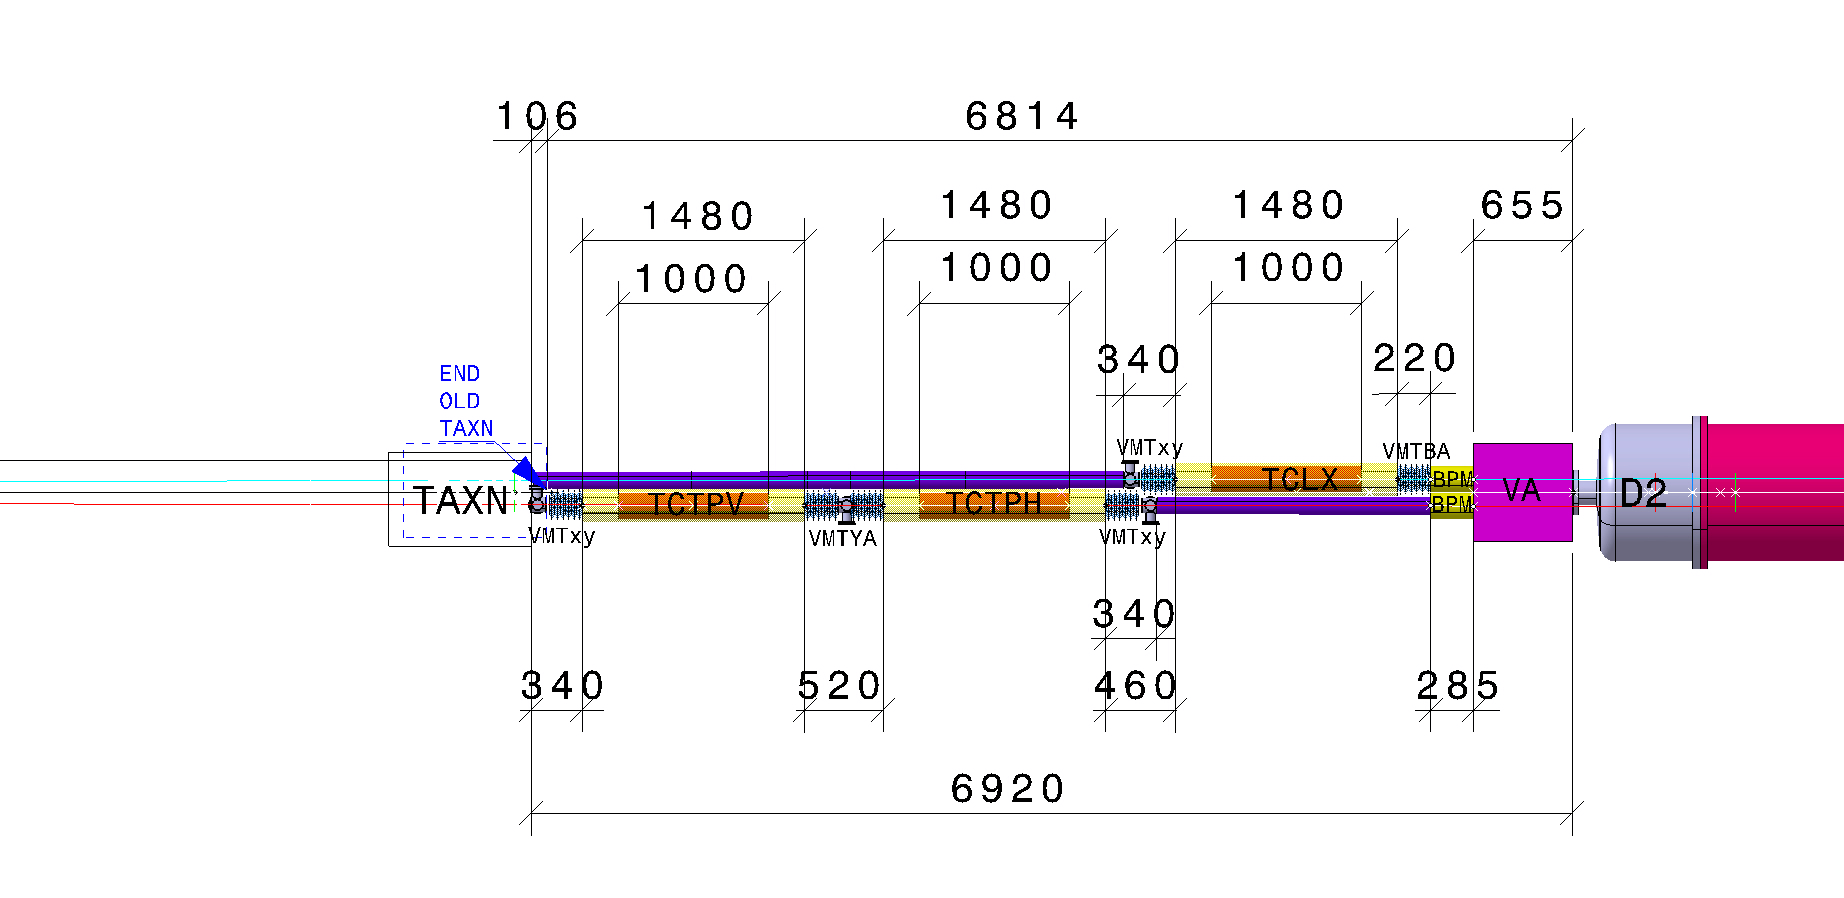 106 6814
1480 1480 1480 655
1000 1000 1000
340 220
END
OLD
TAXN
VMTxy VMTBA
TAXN TCTPV TCTPH TCLX BPM VA D2
BPM
VMTxy VMTYA VMTxy
340
340 520 460 285
6920